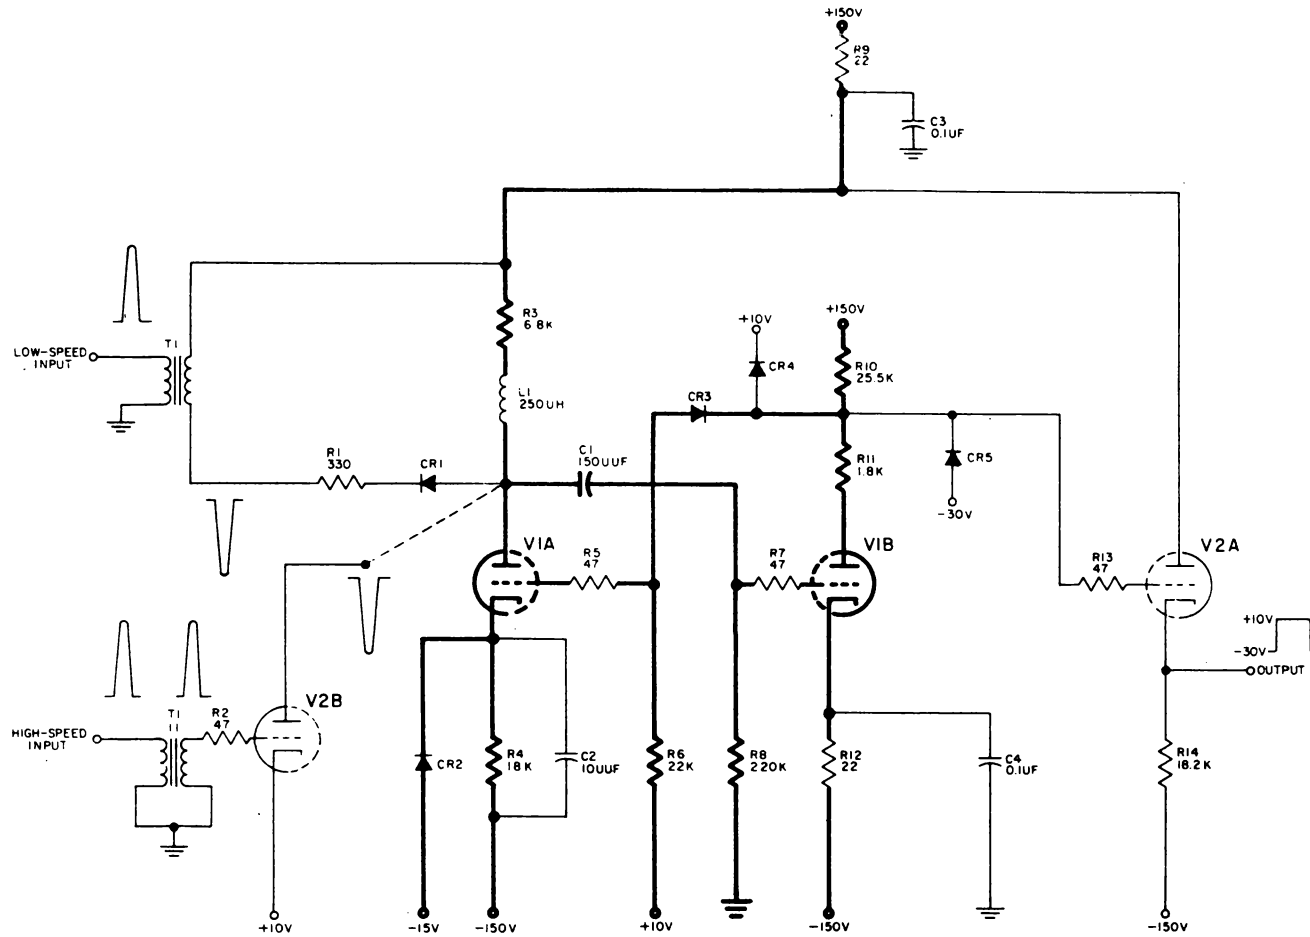 +150V
R9
22
C3
0.1UF
R3
6.8K
+10V
+150V
T1
LOW-SPEED
INPUT
CR4
R10
25.5K
L1
250UH
CR3
C1
150UUF
R1
330
CR1
R11
1.8K
CR5
-30V
V1A
R5
47
R7
47
V1B
R13
47
V2A
+10V
-30V
OUTPUT
V2B
T1
R2
47
HIGH-SPEED
INPUT
CR2
R4
18K
C2
10UUF
R6
22K
R8
220K
R12
22
C4
0.1UF
R14
18.2K
+10V
-15V
-150V
+10V
-150V
-150V